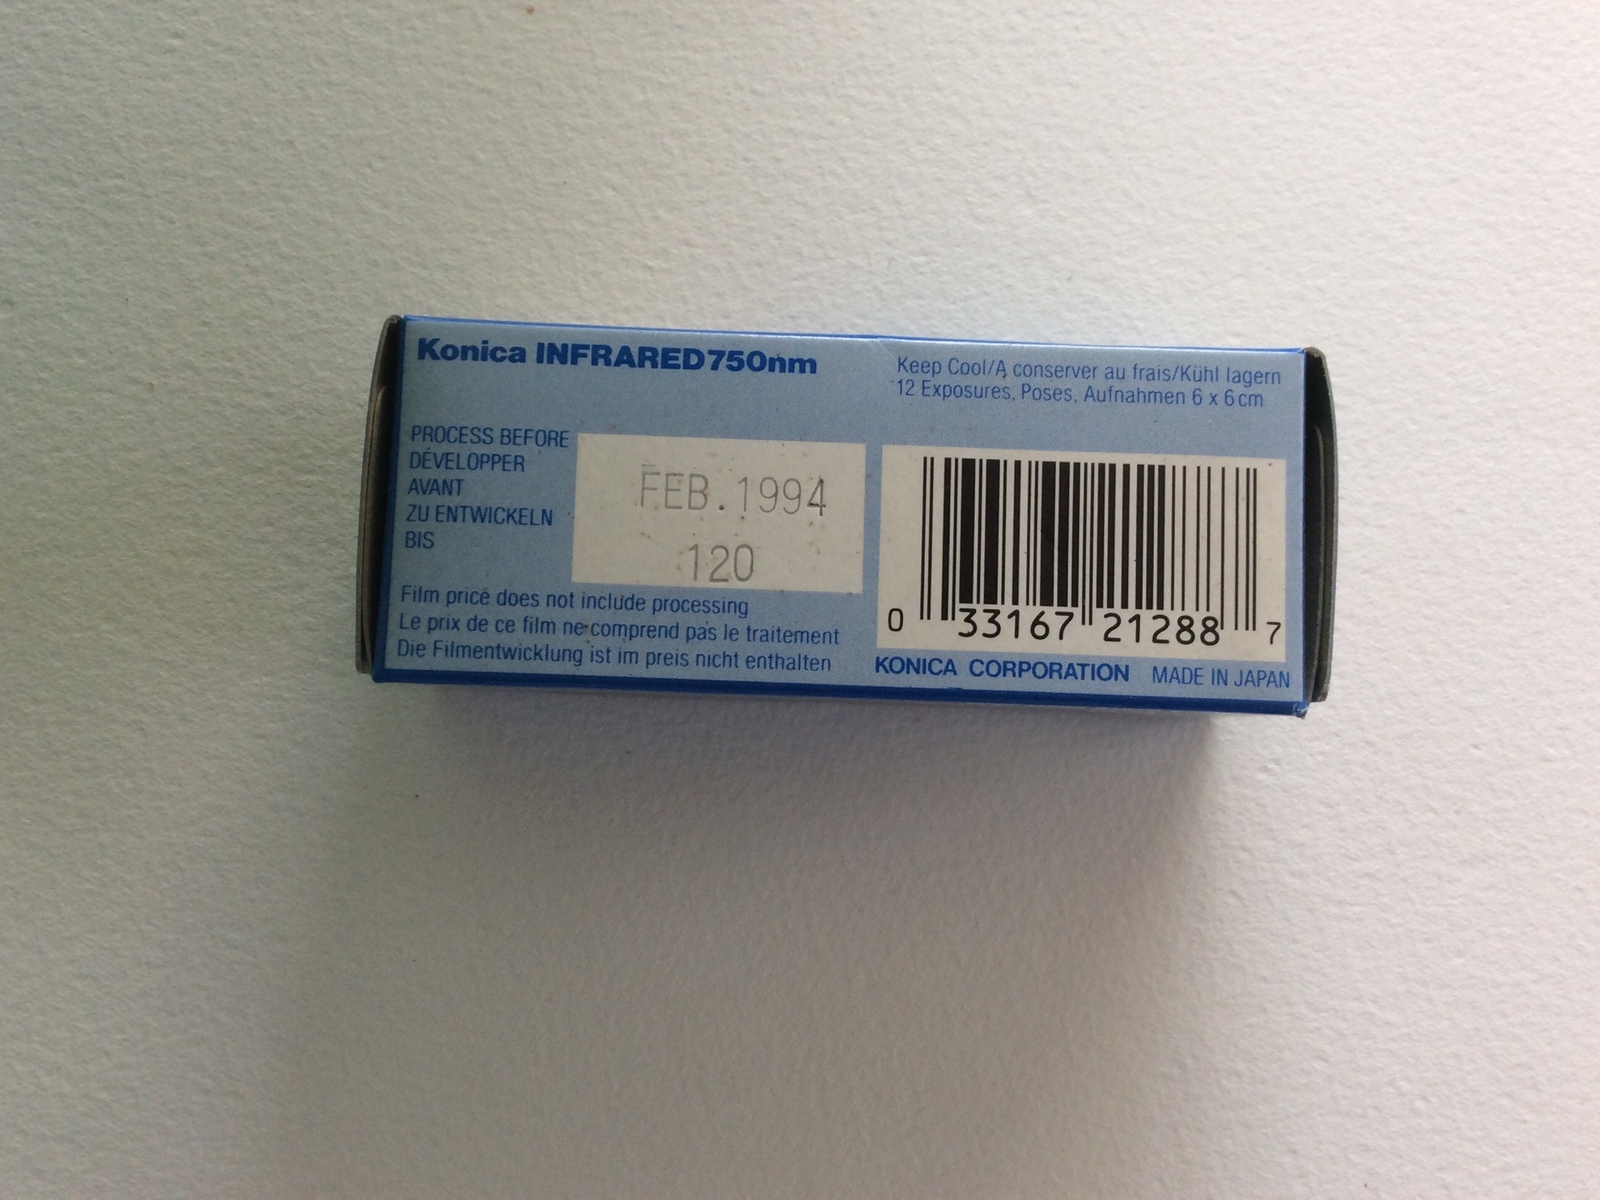 Konica INFRARED750nm
Keep Cool/A conserver au frais/Kühl lagern
12 Exposures, Poses, Aufnahmen 6 x 6cm
PROCESS BEFORE
DÉVELOPPER
AVANT
ZU ENTWICKELN
BIS
FEB.1994
120
Film price does not include processing
Le prix de ce film ne comprend pas le traitement
Die Filmentwicklung ist im preis nicht enthalten
0 33167 21288 7
KONICA CORPORATION MADE IN JAPAN